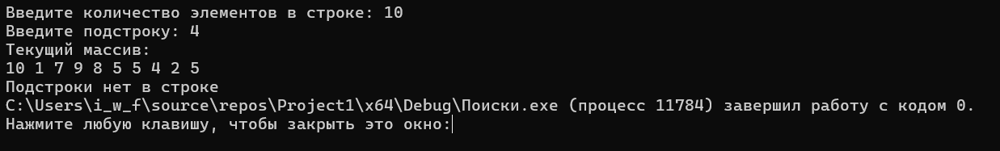 Введите количество элементов в строке: 10
Введите подстроку: 4
Текущий массив:
10 1 7 9 8 5 5 4 2 5
Подстроки нет в строке
C:\Users\i_w_f\source\repos\Project1\x64\Debug\Поиски.exe (процесс 11784) завершил работу с кодом 0.
Нажмите любую клавишу, чтобы закрыть это окно: